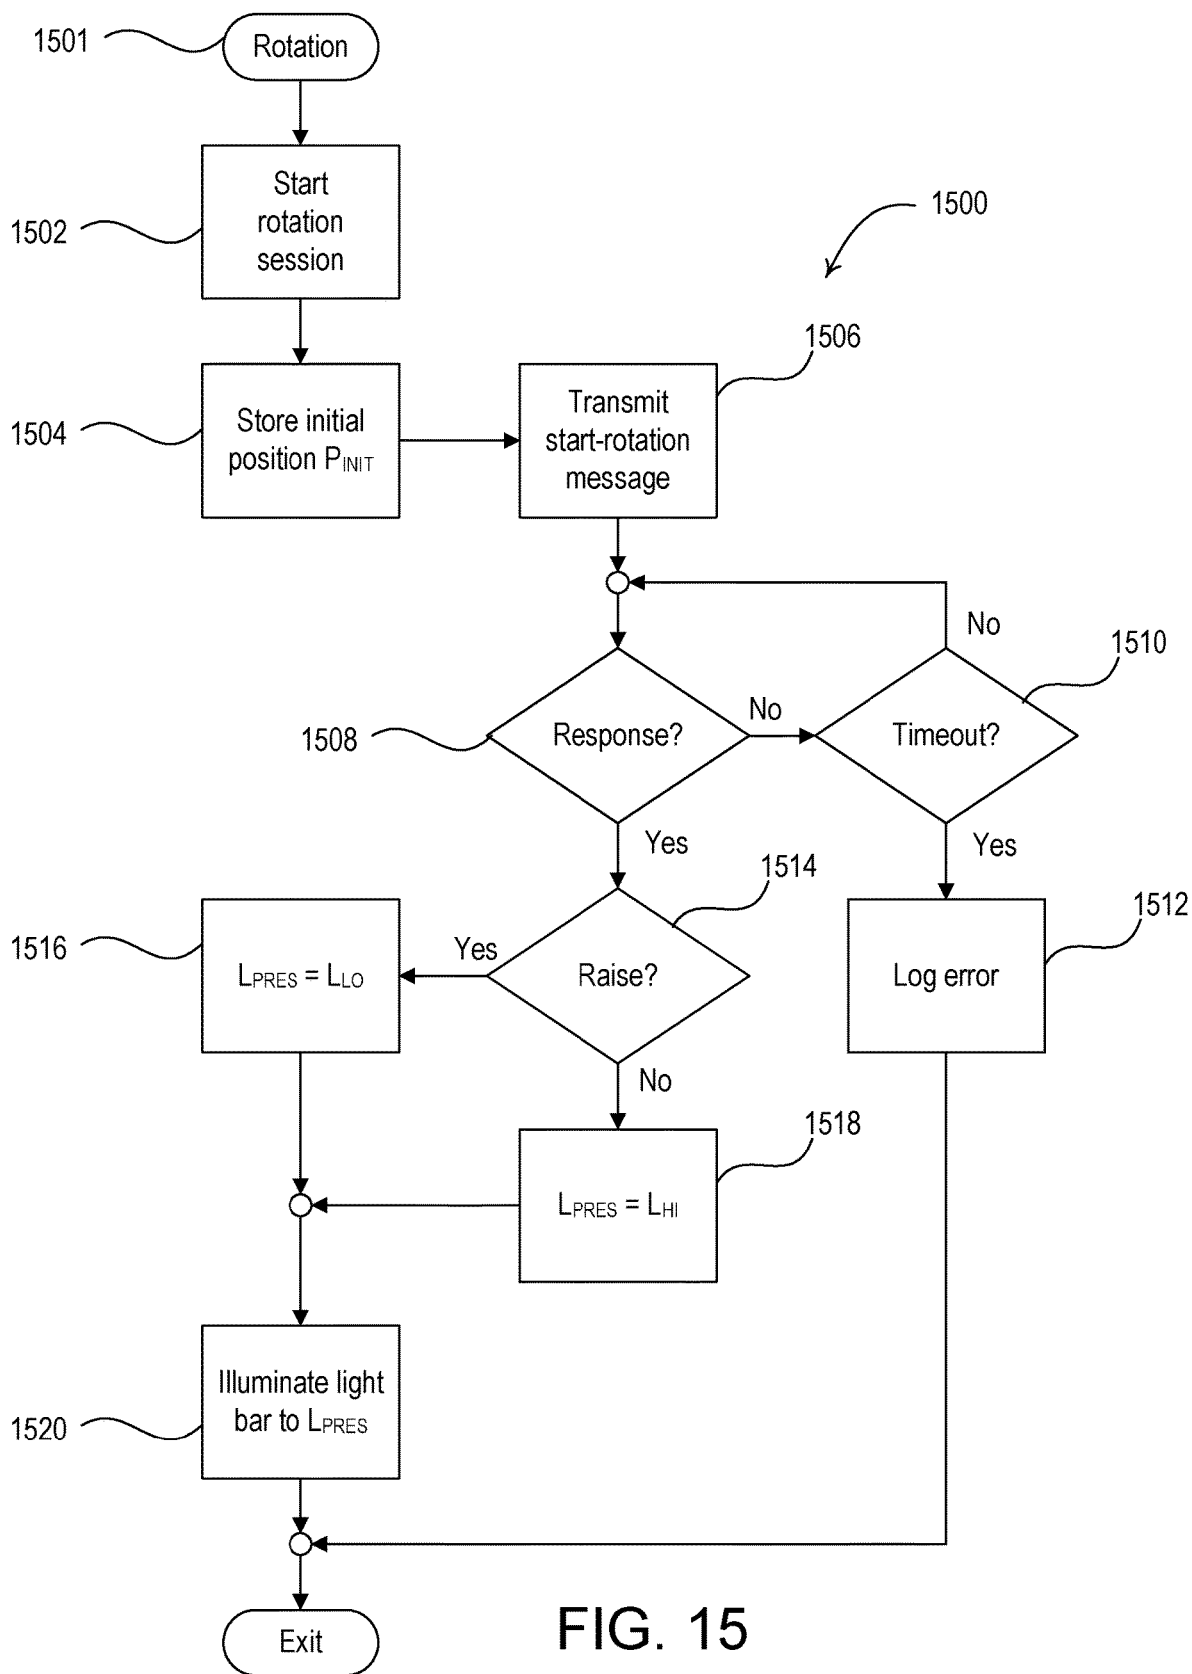 1501
Rotation
Start
rotation
session
1502
1500
1506
Store initial
position PINIT
1504
Transmit
start-rotation
message
No
1510
Response?
No
Timeout?
1508
Yes
Yes
1514
1512
1516
LPRES = LLO
Yes
Raise?
Log error
No
1518
LPRES = LHI
Illuminate light
bar to LPRES
1520
Exit
FIG. 15